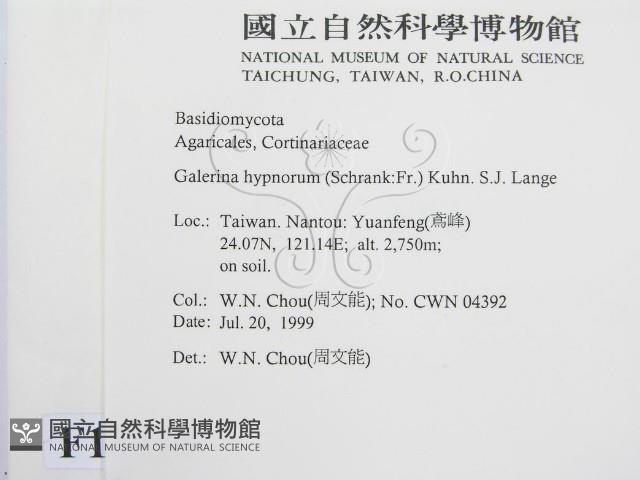 國立自然科學博物館
NATIONAL MUSEUM OF NATURAL SCIENCE
TAICHUNG, TAIWAN, R.O.CHINA
Basidiomycota
Agaricales, Cortinariaceae
Galerina hypnorum (Schrank:Fr.) Kuhn. S.J. Lange
Loc.: Taiwan. Nantou: Yuanfeng(鳶峰)
24.07N, 121.14E; alt. 2,750m;
on soil.
Col.: W.N. Chou(周文能); No. CWN 04392
Date: Jul. 20, 1999
Det.: W.N. Chou(周文能)
國立自然科學博物館
NATIONAL MUSEUM OF NATURAL SCIENCE
F1